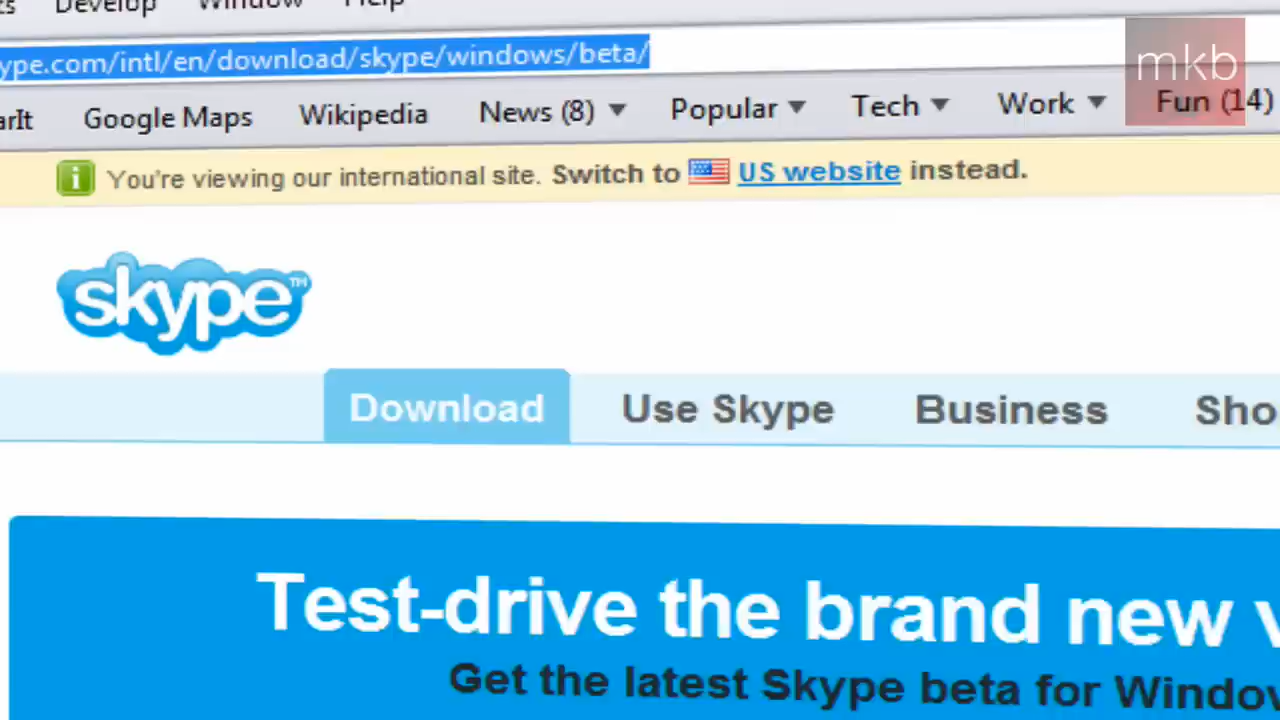 Develop Window Help
ype.com/intl/en/download/skype/windows/beta/
mkb
arIt Google Maps Wikipedia News (8) Popular Tech Work Fun (14)
You're viewing our international site. Switch to US website instead.
skype™
Download Use Skype Business Sho
Test-drive the brand new v
Get the latest Skype beta for Window